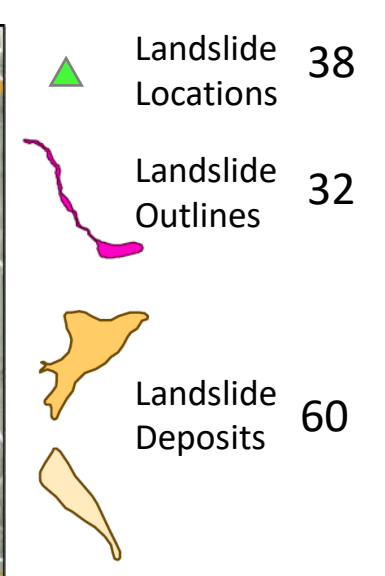 Landslide 38
Locations
Landslide 32
Outlines
Landslide 60
Deposits